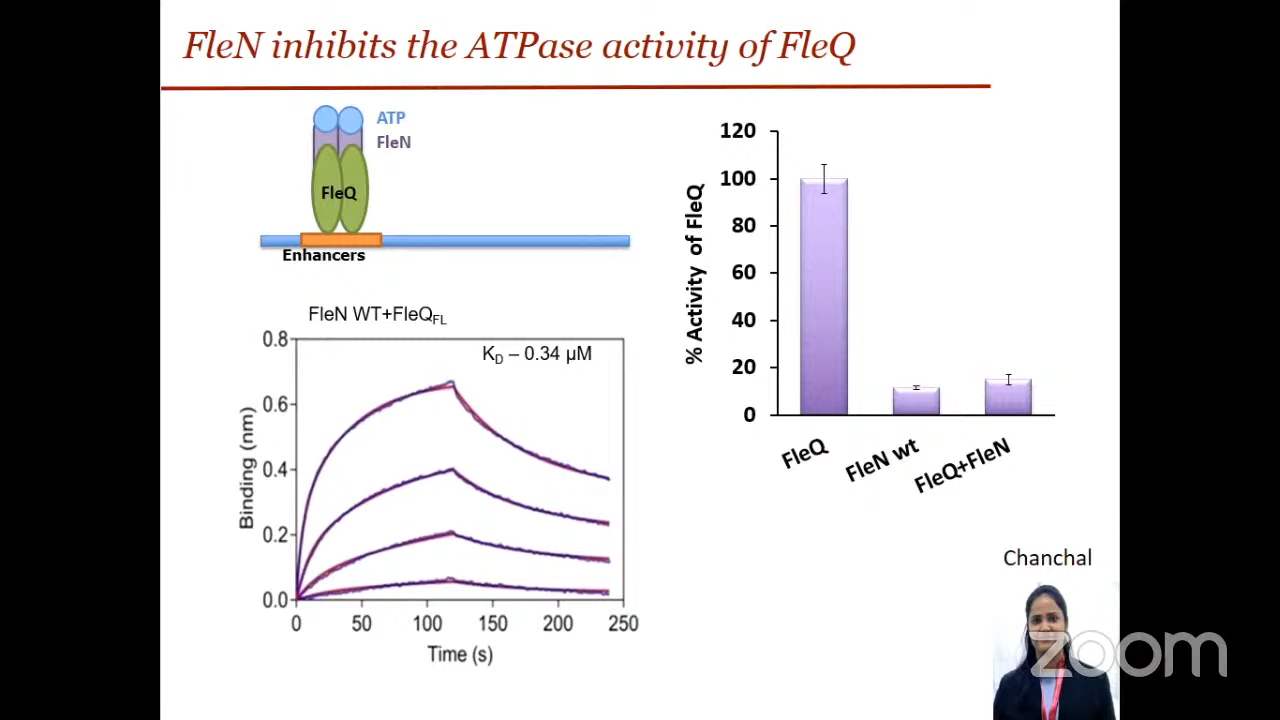 FleN inhibits the ATPase activity of FleQ
ATP
FleN
FleQ
Enhancers
FleN WT+FleQFL
KD – 0.34 µM
Binding (nm)
0.8
0.6
0.4
0.2
0.0
0 50 100 150 200 250
Time (s)
% Activity of FleQ
120
100
80
60
40
20
0
FleQ
FleN wt
FleQ+FleN
Chanchal
zoom